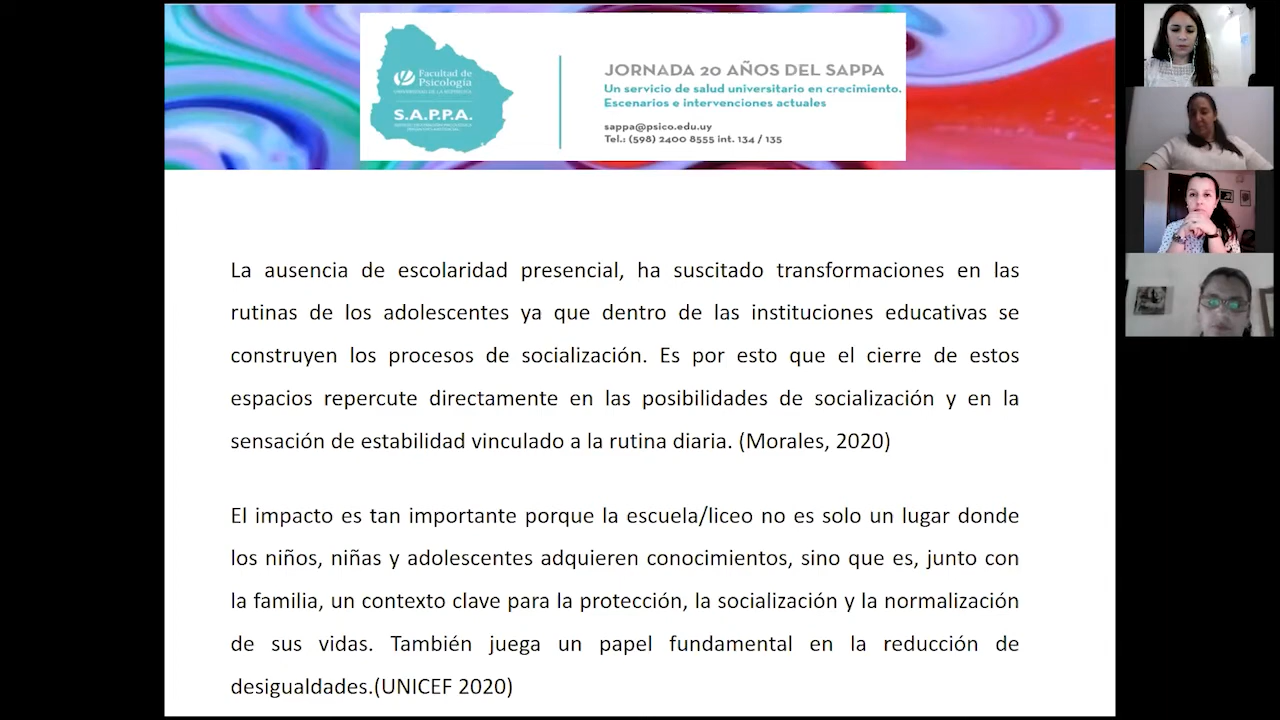 Facultad de
Psicología
UNIVERSIDAD DE LA REPÚBLICA
S.A.P.P.A.
JORNADA 20 AÑOS DEL SAPPA
Un servicio de salud universitario en crecimiento.
Escenarios e intervenciones actuales
sappa@psico.edu.uy
Tel.: (598) 2400 8555 int. 134 / 135
La ausencia de escolaridad presencial, ha suscitado transformaciones en las
rutinas de los adolescentes ya que dentro de las instituciones educativas se
construyen los procesos de socialización. Es por esto que el cierre de estos
espacios repercute directamente en las posibilidades de socialización y en la
sensación de estabilidad vinculado a la rutina diaria. (Morales, 2020)
El impacto es tan importante porque la escuela/liceo no es solo un lugar donde
los niños, niñas y adolescentes adquieren conocimientos, sino que es, junto con
la familia, un contexto clave para la protección, la socialización y la normalización
de sus vidas. También juega un papel fundamental en la reducción de
desigualdades.(UNICEF 2020)